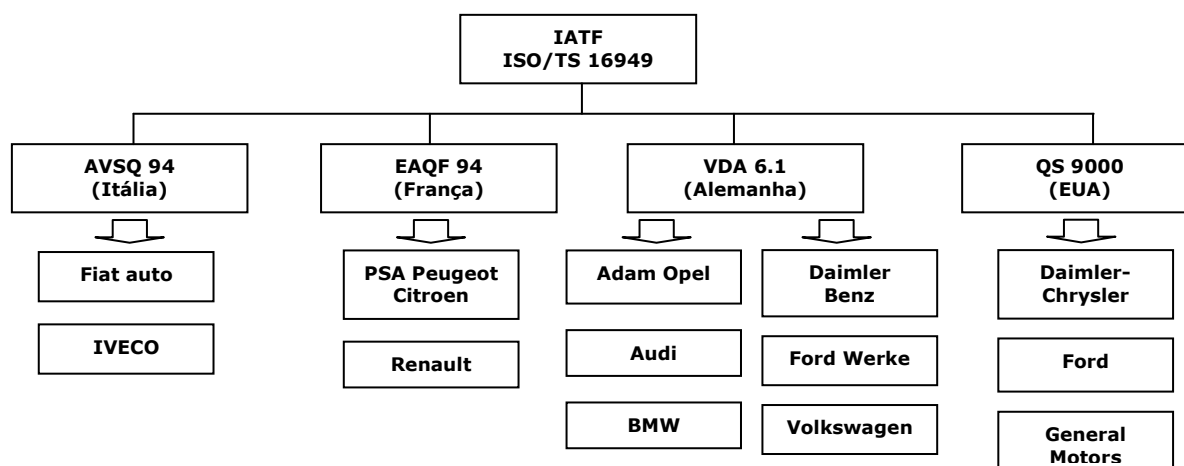 IATF
ISO/TS 16949
AVSQ 94
(Itália)
EAQF 94
(França)
VDA 6.1
(Alemanha)
QS 9000
(EUA)
Fiat auto
IVECO
PSA Peugeot
Citroen
Renault
Adam Opel
Audi
BMW
Daimler
Benz
Ford Werke
Volkswagen
Daimler-
Chrysler
Ford
General
Motors